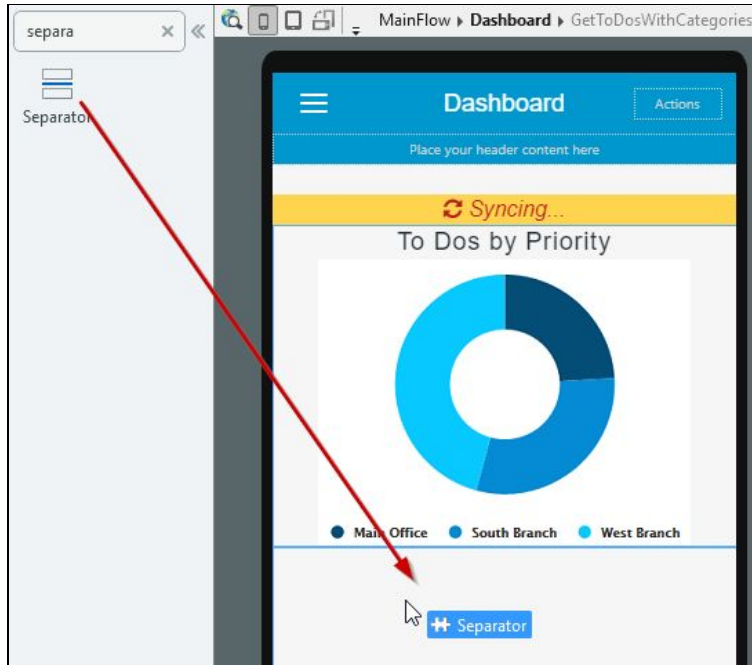 separa
Separator
MainFlow Dashboard GetToDosWithCategories
Dashboard
Actions
Place your header content here
Syncing...
To Dos by Priority
Main Office South Branch West Branch
Separator